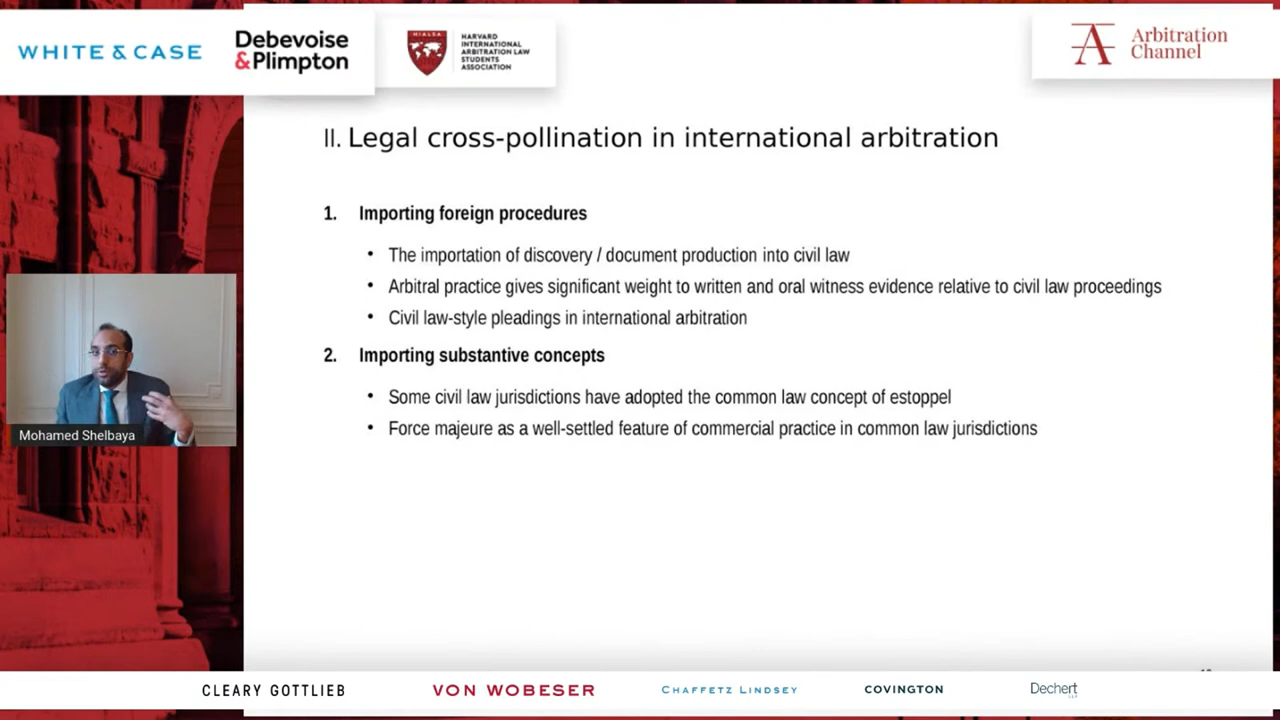 WHITE & CASE
Debevoise
&Plimpton
HIALSA
HARVARD
INTERNATIONAL
ARBITRATION LAW
STUDENTS
ASSOCIATION
Arbitration
Channel
II. Legal cross-pollination in international arbitration
1. Importing foreign procedures
• The importation of discovery / document production into civil law
• Arbitral practice gives significant weight to written and oral witness evidence relative to civil law proceedings
• Civil law-style pleadings in international arbitration
2. Importing substantive concepts
• Some civil law jurisdictions have adopted the common law concept of estoppel
• Force majeure as a well-settled feature of commercial practice in common law jurisdictions
Mohamed Shelbaya
CLEARY GOTTLIEB
VON WOBESER
CHAFFETZ LINDSEY
COVINGTON
Dechert
LLP